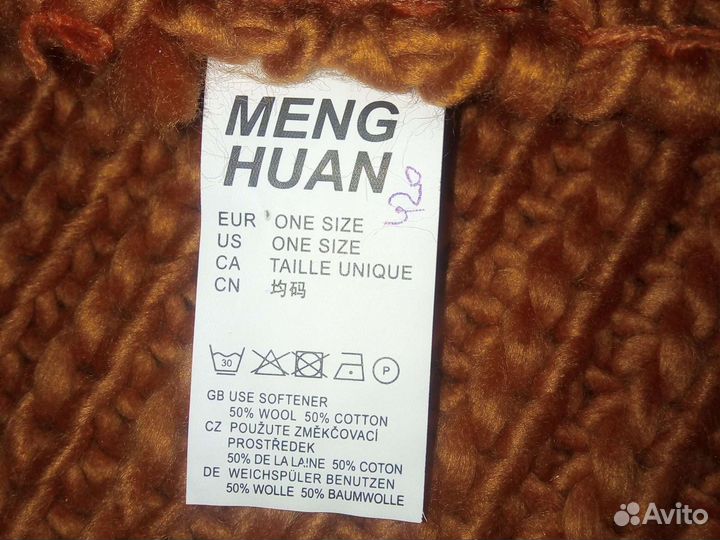 MENG
HUAN
420
EUR ONE SIZE
US ONE SIZE
CA TAILLE UNIQUE
CN 均码
30
P
GB USE SOFTENER
50% WOOL 50% COTTON
CZ POUŽUTE ZMĚKČOVACÍ
PROSTŘEDEK
50% DE LA LAINE 50% COTON
DE WEICHSPÜLER BENUTZEN
50% WOLLE 50% BAUMWOLLE
Avito